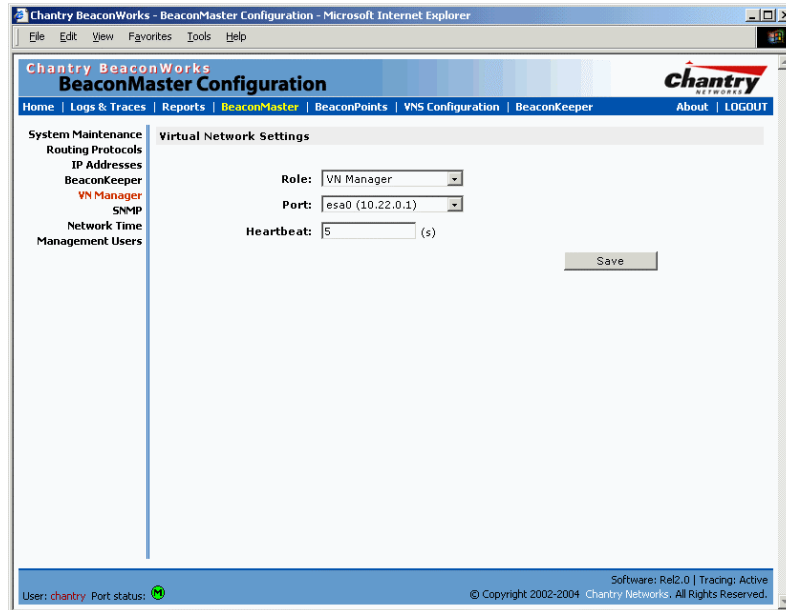 Chantry BeaconWorks - BeaconMaster Configuration - Microsoft Internet Explorer
File Edit View Favorites Tools Help
Chantry BeaconWorks
BeaconMaster Configuration
chantry
NETWORKS
Home | Logs & Traces | Reports | BeaconMaster | BeaconPoints | VNS Configuration | BeaconKeeper About | LOGOUT
System Maintenance
Routing Protocols
IP Addresses
BeaconKeeper
VN Manager
SNMP
Network Time
Management Users
Virtual Network Settings
Role: VN Manager
Port: esa0 (10.22.0.1)
Heartbeat: 5 (s)
Save
Software: Rel2.0 | Tracing: Active
User: chantry Port status: M
© Copyright 2002-2004 Chantry Networks. All Rights Reserved.